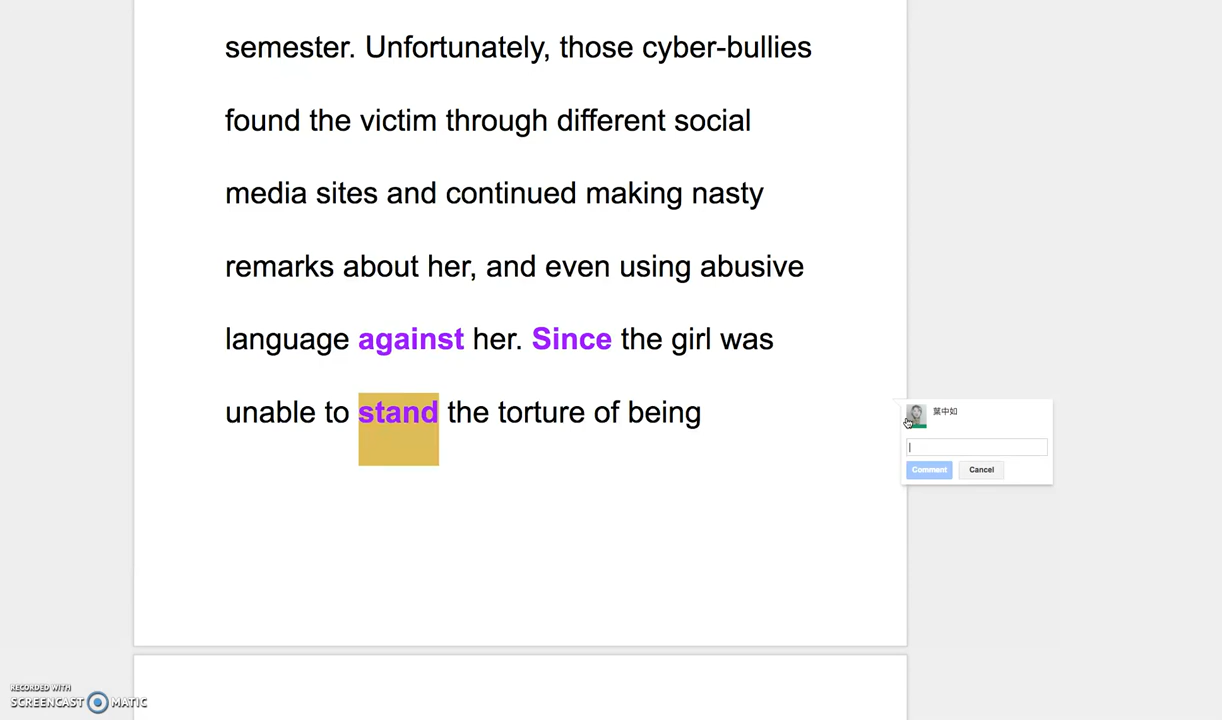 semester. Unfortunately, those cyber-bullies
found the victim through different social
media sites and continued making nasty
remarks about her, and even using abusive
language against her. Since the girl was
unable to stand the torture of being
葉中如
Comment Cancel
RECORDED WITH
SCREENCAST MATIC